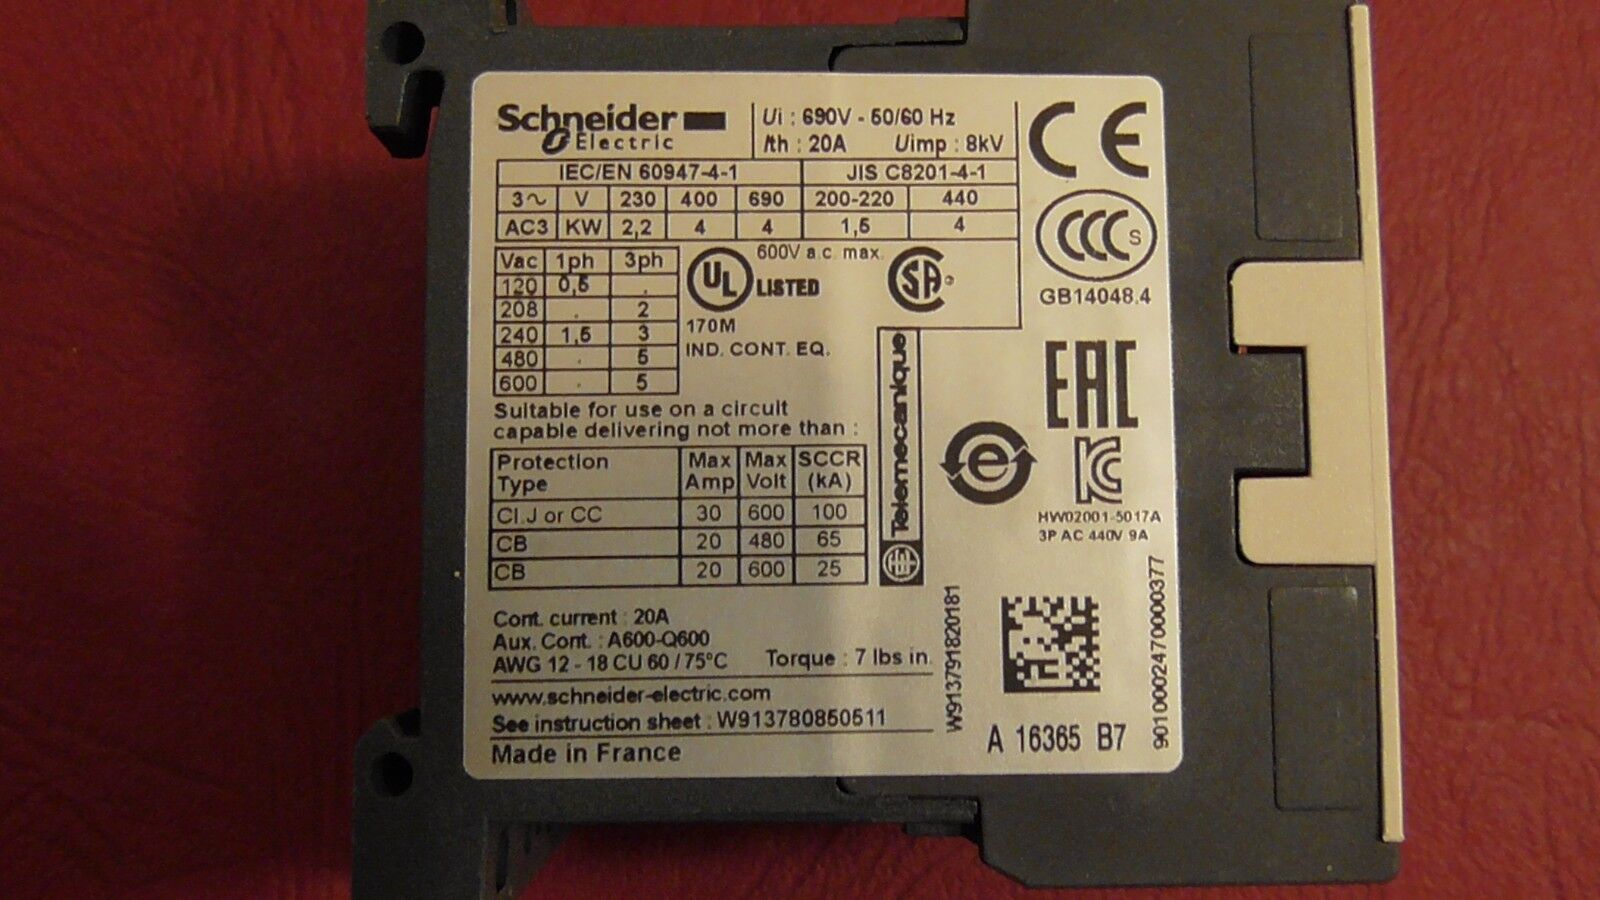 Schneider
Electric
Ui : 690V - 50/60 Hz
Ith : 20A Uimp : 8kV
CE
IEC/EN 60947-4-1 JIS C8201-4-1
3~ V 230 400 690 200-220 440
AC3 KW 2,2 4 4 1,5 4
CCC S
GB14048.4
Vac 1ph 3ph
120 0,5 .
208 . 2
240 1,5 3
480 . 5
600 . 5
UL LISTED
600V a.c. max.
SA
170M
IND. CONT. EQ.
EAC
Telemecanique
e
KC
HW02001-5017A
3P AC 440V 9A
Suitable for use on a circuit
capable delivering not more than :
Protection Type Max Amp Max Volt SCCR (kA)
Cl.J or CC 30 600 100
CB 20 480 65
CB 20 600 25
Cont. current : 20A
Aux. Cont. : A600-Q600
AWG 12 - 18 CU 60 / 75°C Torque : 7 lbs in.
www.schneider-electric.com
See instruction sheet : W913780850511
Made in France
W913791820181
A 16365 B7
9010002470000377